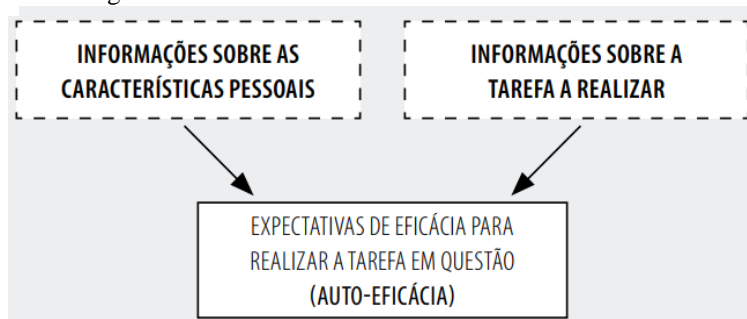 INFORMAÇÕES SOBRE AS
CARACTERÍSTICAS PESSOAIS
INFORMAÇÕES SOBRE A
TAREFA A REALIZAR
EXPECTATIVAS DE EFICÁCIA PARA
REALIZAR A TAREFA EM QUESTÃO
(AUTO-EFICÁCIA)